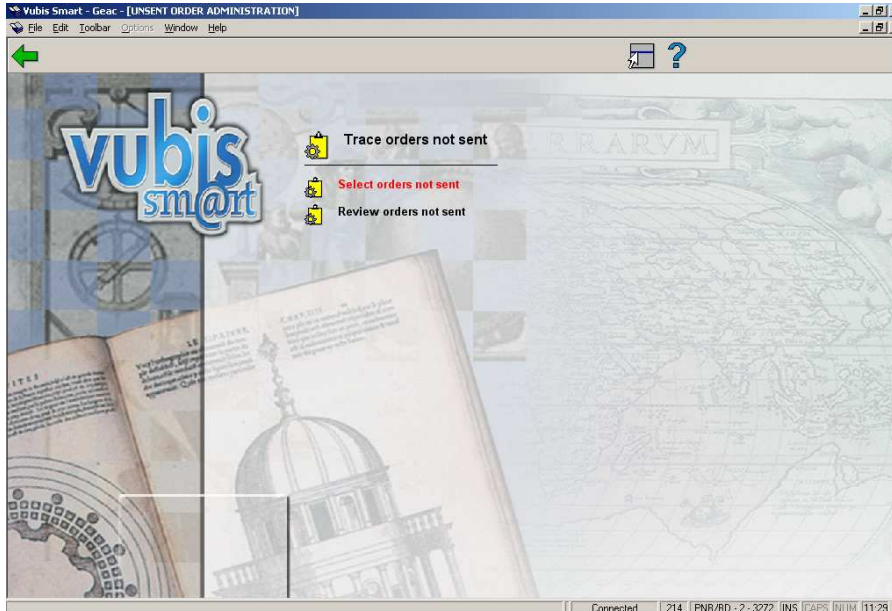 Vubis Smart - Geac - [UNSENT ORDER ADMINISTRATION]
File Edit Toolbar Options Window Help
?
vubis
sm@rt
Trace orders not sent
Select orders not sent
Review orders not sent
RRARVM
Connected 214 PNB/BD - 2 - 3272 INS CAPS NUM 11:29